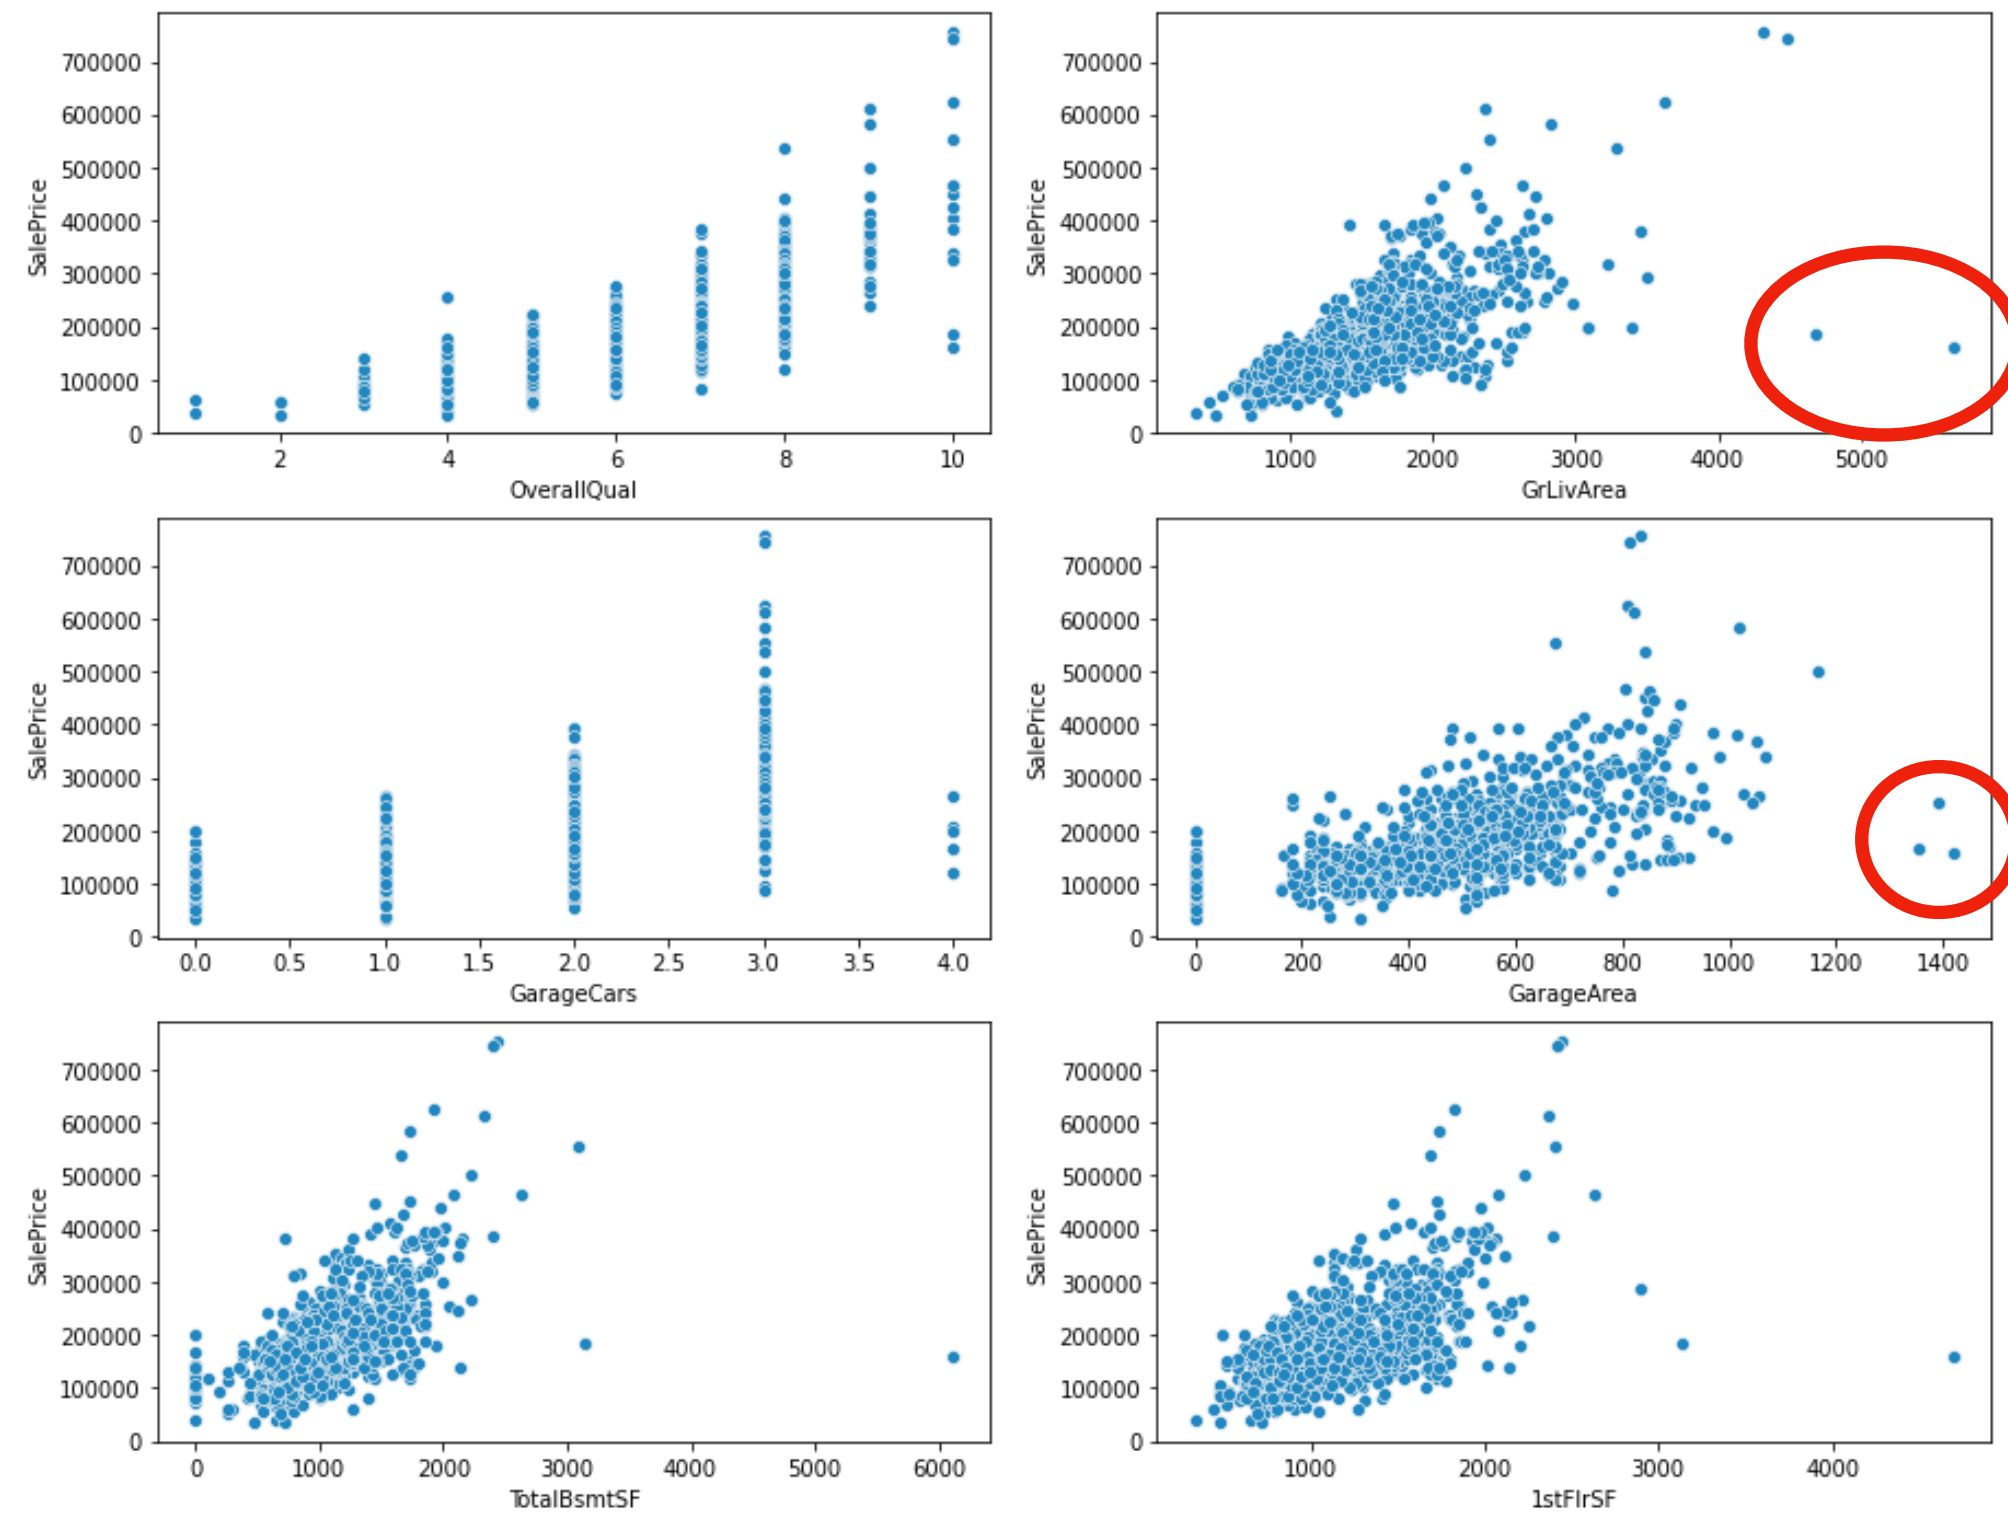 700000 700000
600000 600000
500000 500000
SalePrice SalePrice
400000 400000
300000 300000
200000 200000
100000 100000
0 0
2 4 6 8 10 1000 2000 3000 4000 5000
OverallQual GrLivArea
700000 700000
600000 600000
500000 500000
SalePrice SalePrice
400000 400000
300000 300000
200000 200000
100000 100000
0 0
0.0 0.5 1.0 1.5 2.0 2.5 3.0 3.5 4.0 0 200 400 600 800 1000 1200 1400
GarageCars GarageArea
700000 700000
600000 600000
500000 500000
SalePrice SalePrice
400000 400000
300000 300000
200000 200000
100000 100000
0 0
0 1000 2000 3000 4000 5000 6000 1000 2000 3000 4000
TotalBsmtSF 1stFlrSF